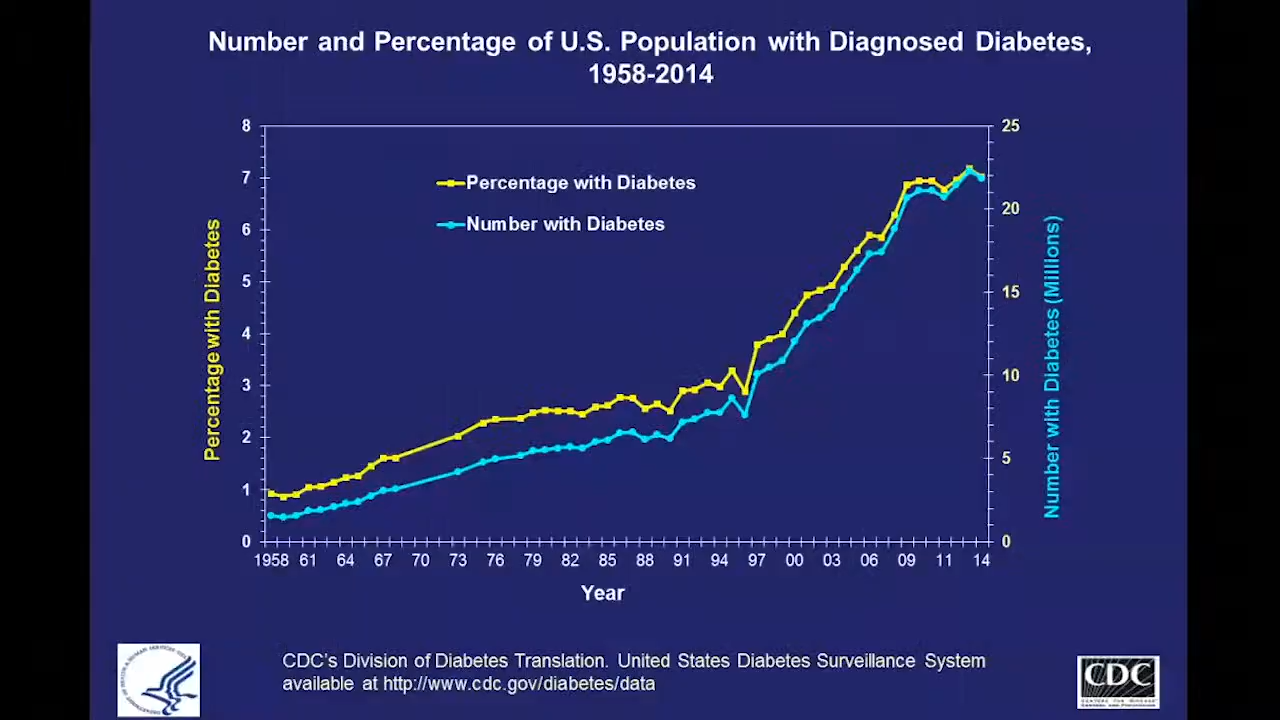 Number and Percentage of U.S. Population with Diagnosed Diabetes,
1958-2014
Percentage with Diabetes
8
7
6
5
4
3
2
1
0
Percentage with Diabetes
Number with Diabetes
25
20
15
10
5
0
Number with Diabetes (Millions)
1958 61 64 67 70 73 76 79 82 85 88 91 94 97 00 03 06 09 11 14
Year
CDC's Division of Diabetes Translation. United States Diabetes Surveillance System
available at http://www.cdc.gov/diabetes/data
CDC